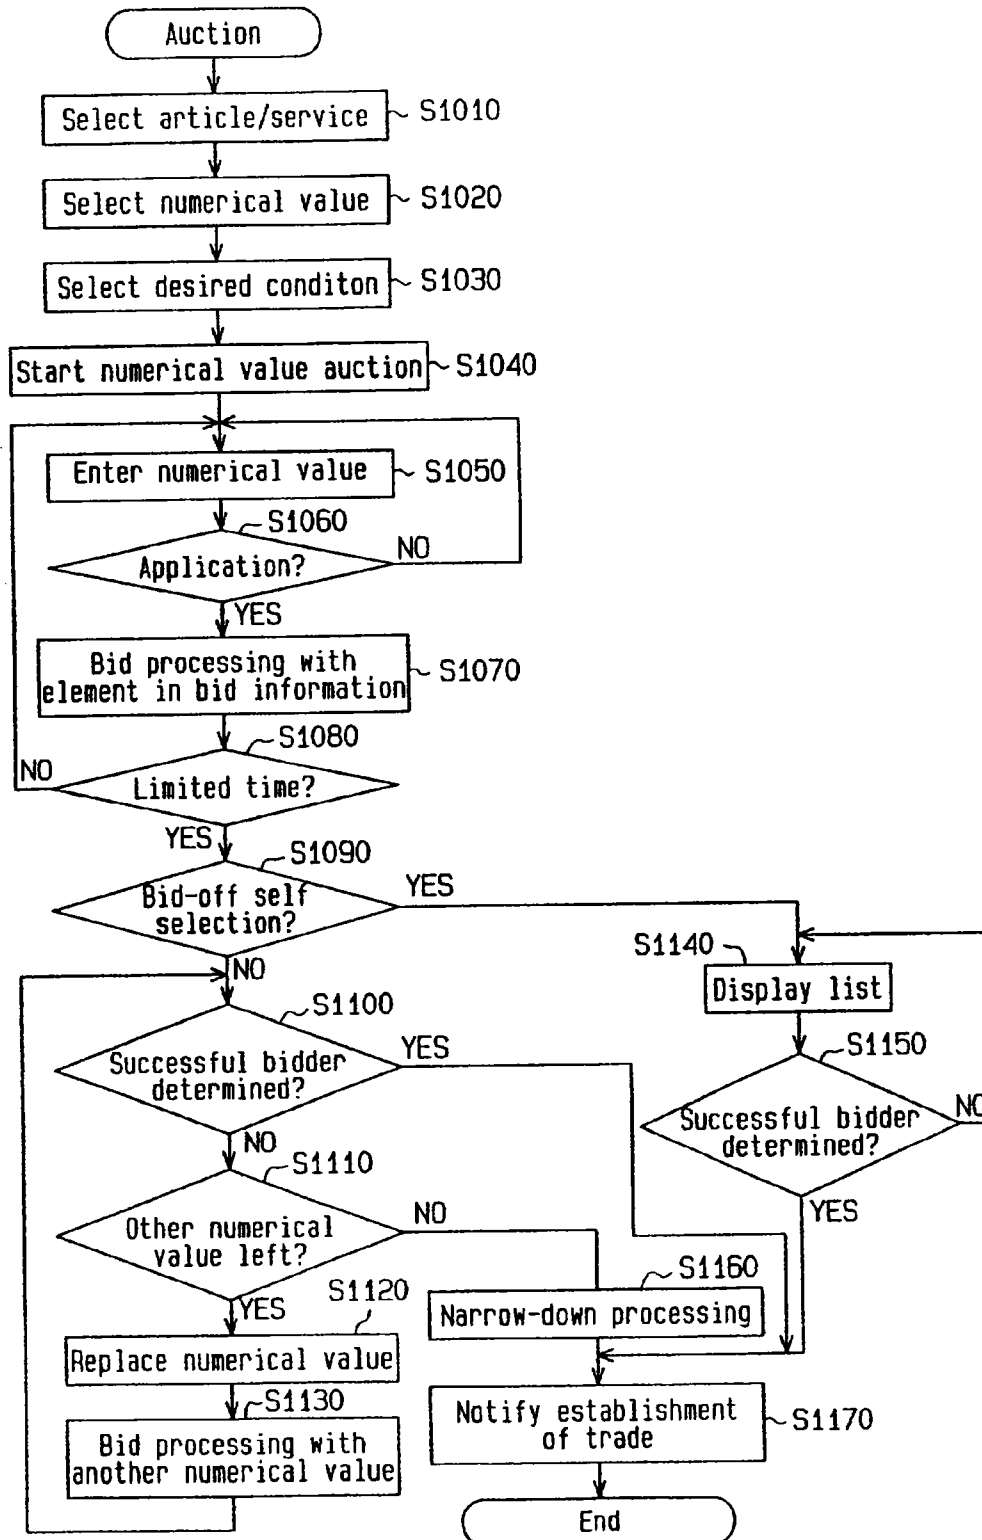 Auction
Select article/service
S1010
Select numerical value
S1020
Select desired conditon
S1030
Start numerical value auction
S1040
Enter numerical value
S1050
S1060
Application?
NO
YES
Bid processing with
element in bid information
S1070
S1080
Limited time?
NO
YES
S1090
Bid-off self
selection?
YES
NO
S1140
Display list
S1100
Successful bidder
determined?
YES
NO
S1150
Successful bidder
determined?
NO
YES
S1110
Other numerical
value left?
NO
YES
S1120
Replace numerical value
S1130
Bid processing with
another numerical value
S1160
Narrow-down processing
Notify establishment
of trade
S1170
End